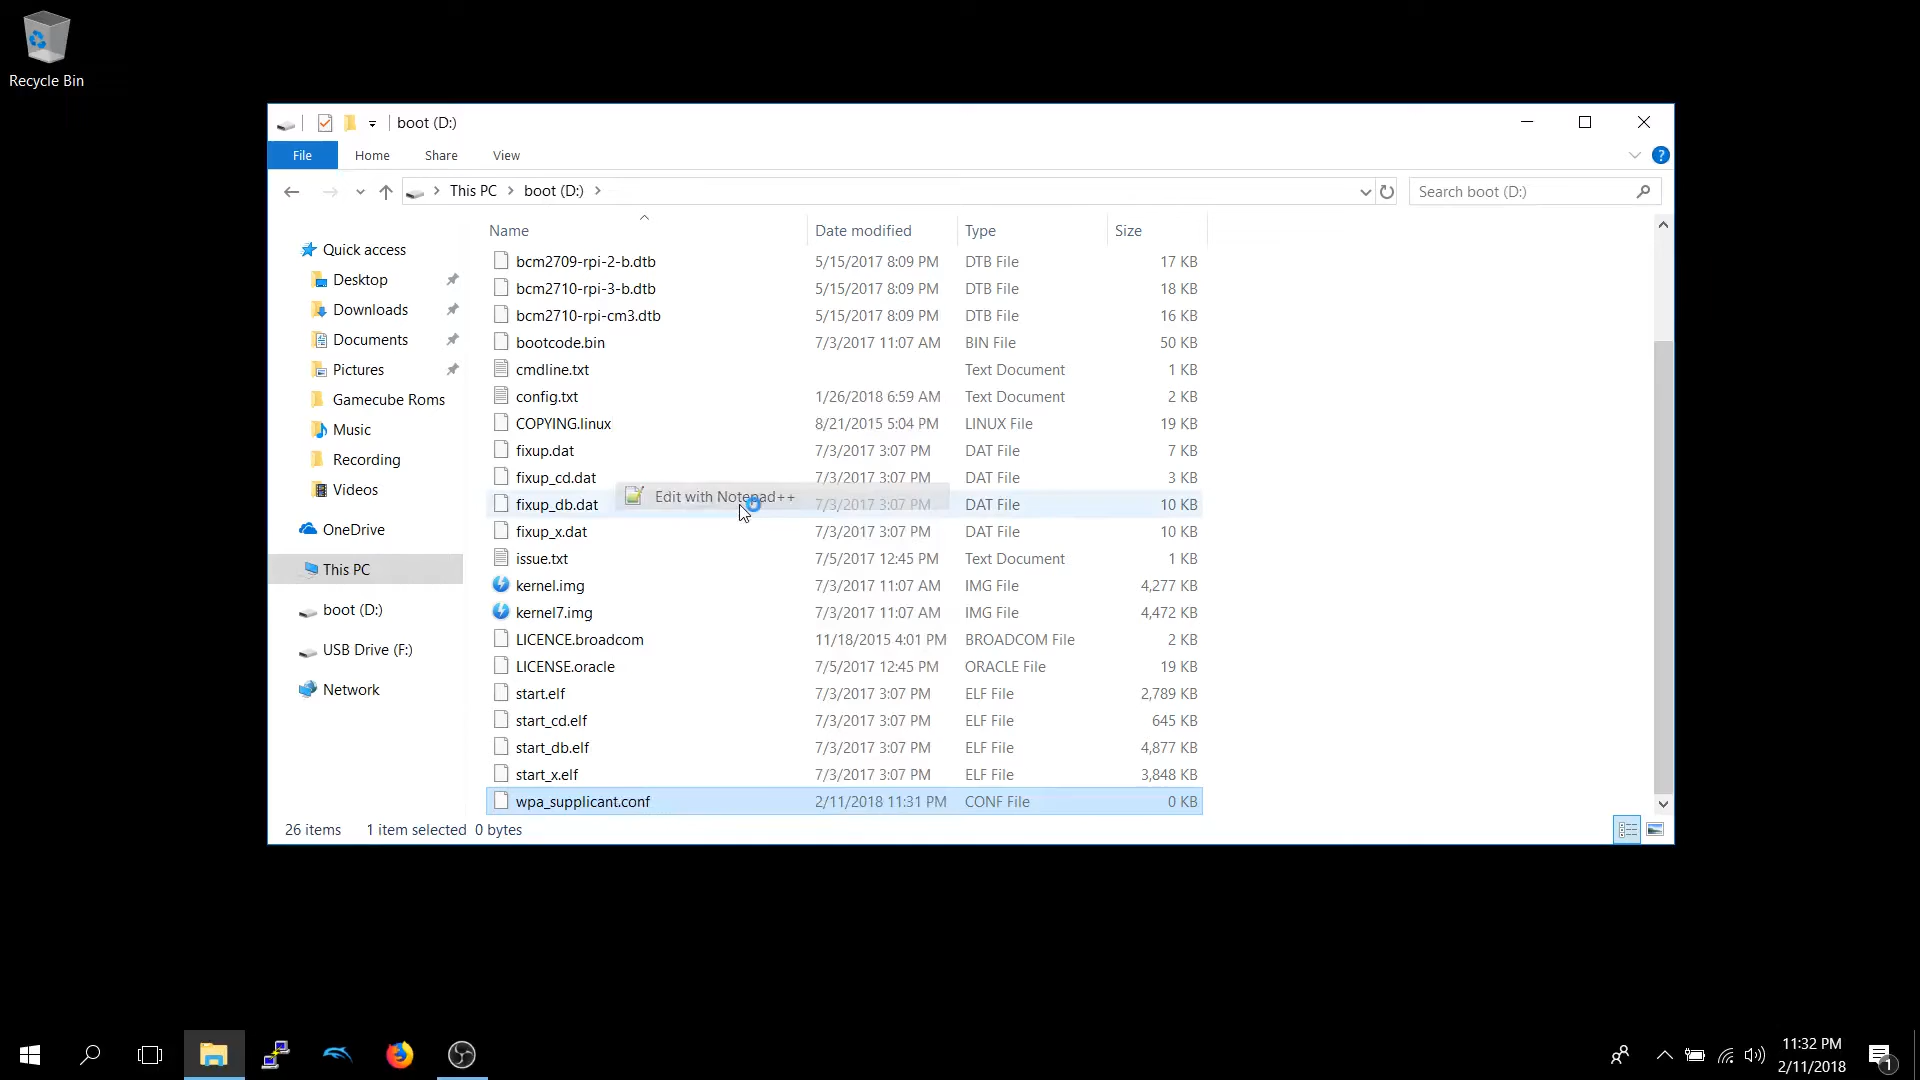 Recycle Bin
boot (D:)
File Home Share View
This PC boot (D:) Search boot (D:)
Name Date modified Type Size
Quick access
Desktop
Downloads
Documents
Pictures
Gamecube Roms
Music
Recording
Videos
OneDrive
This PC
boot (D:)
USB Drive (F:)
Network
bcm2709-rpi-2-b.dtb 5/15/2017 8:09 PM DTB File 17 KB
bcm2710-rpi-3-b.dtb 5/15/2017 8:09 PM DTB File 18 KB
bcm2710-rpi-cm3.dtb 5/15/2017 8:09 PM DTB File 16 KB
bootcode.bin 7/3/2017 11:07 AM BIN File 50 KB
cmdline.txt Text Document 1 KB
config.txt 1/26/2018 6:59 AM Text Document 2 KB
COPYING.linux 8/21/2015 5:04 PM LINUX File 19 KB
fixup.dat 7/3/2017 3:07 PM DAT File 7 KB
fixup_cd.dat 7/3/2017 3:07 PM DAT File 3 KB
Edit with Notepad++
fixup_db.dat 7/3/2017 3:07 PM DAT File 10 KB
fixup_x.dat 7/3/2017 3:07 PM DAT File 10 KB
issue.txt 7/5/2017 12:45 PM Text Document 1 KB
kernel.img 7/3/2017 11:07 AM IMG File 4,277 KB
kernel7.img 7/3/2017 11:07 AM IMG File 4,472 KB
LICENCE.broadcom 11/18/2015 4:01 PM BROADCOM File 2 KB
LICENSE.oracle 7/5/2017 12:45 PM ORACLE File 19 KB
start.elf 7/3/2017 3:07 PM ELF File 2,789 KB
start_cd.elf 7/3/2017 3:07 PM ELF File 645 KB
start_db.elf 7/3/2017 3:07 PM ELF File 4,877 KB
start_x.elf 7/3/2017 3:07 PM ELF File 3,848 KB
wpa_supplicant.conf 2/11/2018 11:31 PM CONF File 0 KB
26 items 1 item selected 0 bytes
11:32 PM
2/11/2018
1